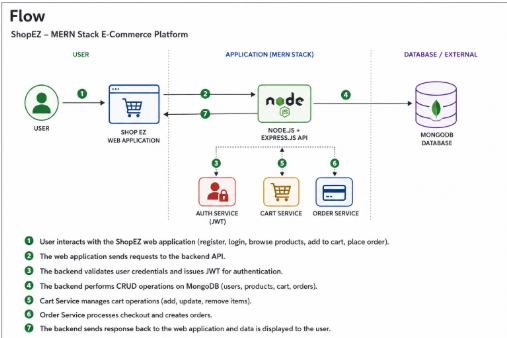 Flow
ShopEZ – MERN Stack E-Commerce Platform
USER
APPLICATION (MERN STACK)
DATABASE / EXTERNAL
1
2
7
4
node
JS
USER
SHOP EZ
WEB APPLICATION
NODE.JS +
EXPRESS.JS API
MONGODB
DATABASE
3
5
6
AUTH SERVICE
(JWT)
CART SERVICE
ORDER SERVICE
1 User interacts with the ShopEZ web application (register, login, browse products, add to cart, place order).
2 The web application sends requests to the backend API.
3 The backend validates user credentials and issues JWT for authentication.
4 The backend performs CRUD operations on MongoDB (users, products, cart, orders).
5 Cart Service manages cart operations (add, update, remove items).
6 Order Service processes checkout and creates orders.
7 The backend sends response back to the web application and data is displayed to the user.